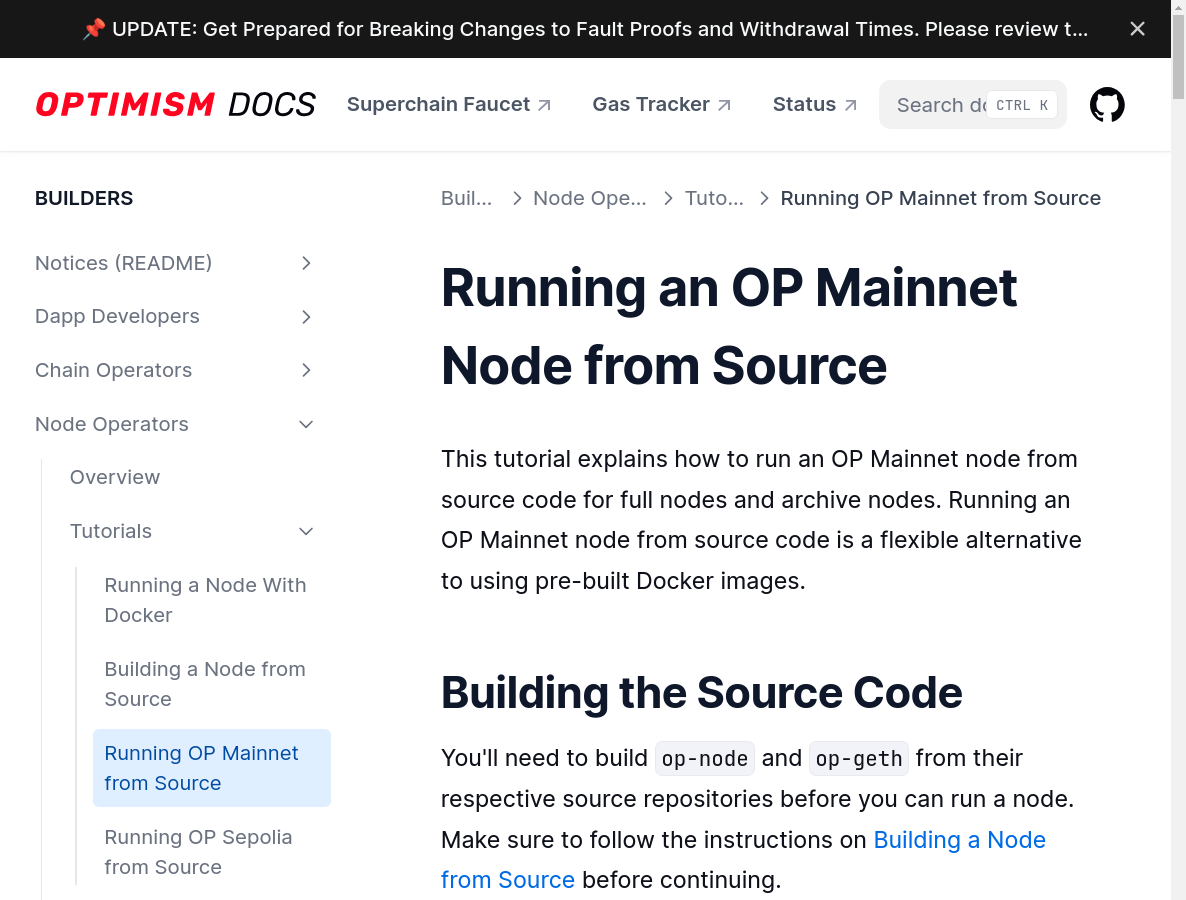 📌 UPDATE: Get Prepared for Breaking Changes to Fault Proofs and Withdrawal Times. Please review t...
OPTIMISM DOCS
Superchain Faucet
Gas Tracker
Status
Search do
CTRL K
BUILDERS
Notices (README)
Dapp Developers
Chain Operators
Node Operators
Overview
Tutorials
Running a Node With
Docker
Building a Node from
Source
Running OP Mainnet
from Source
Running OP Sepolia
from Source
Buil... > Node Ope... > Tuto... > Running OP Mainnet from Source
Running an OP Mainnet
Node from Source
This tutorial explains how to run an OP Mainnet node from
source code for full nodes and archive nodes. Running an
OP Mainnet node from source code is a flexible alternative
to using pre-built Docker images.
Building the Source Code
You'll need to build op-node and op-geth from their
respective source repositories before you can run a node.
Make sure to follow the instructions on Building a Node
from Source before continuing.